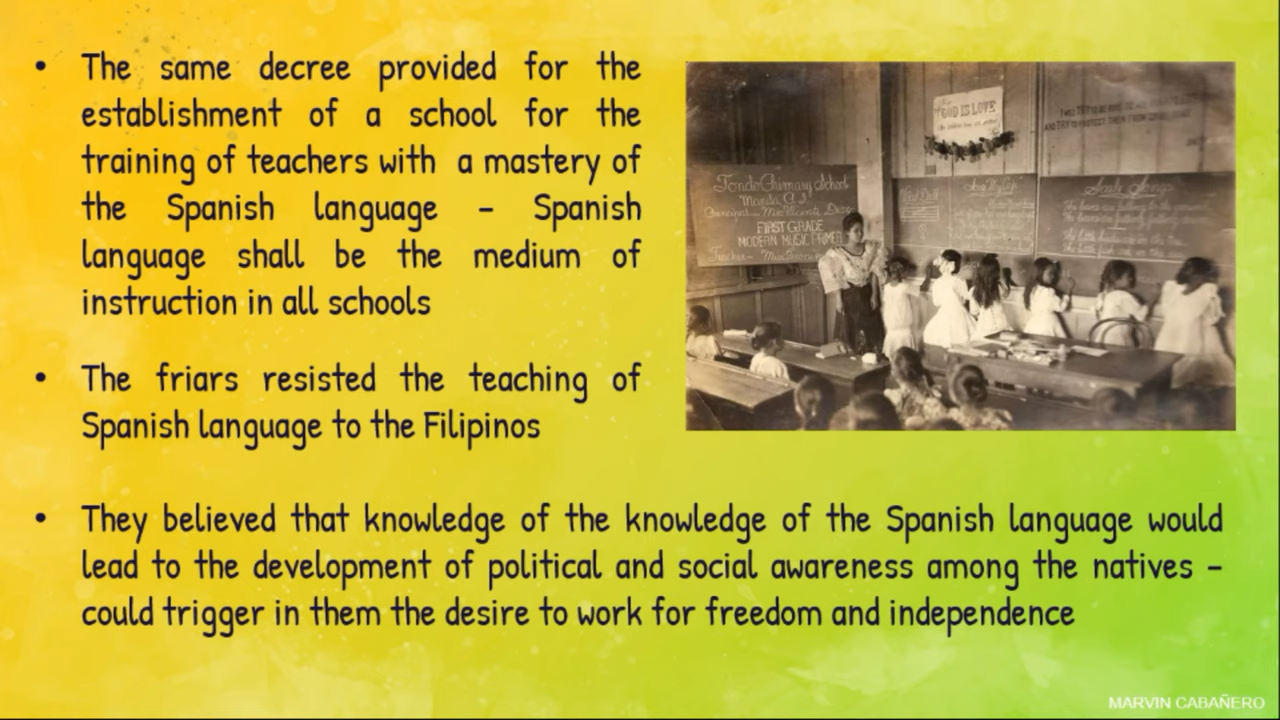 • The same decree provided for the
establishment of a school for the
training of teachers with a mastery of
the Spanish language – Spanish
language shall be the medium of
instruction in all schools
• The friars resisted the teaching of
Spanish language to the Filipinos
• They believed that knowledge of the knowledge of the Spanish language would
lead to the development of political and social awareness among the natives –
could trigger in them the desire to work for freedom and independence
GOD IS LOVE
Tondo Primary School
Manila P.I.
FIRST GRADE
MODERN MUSIC PRIMER
MARVIN CABAÑERO